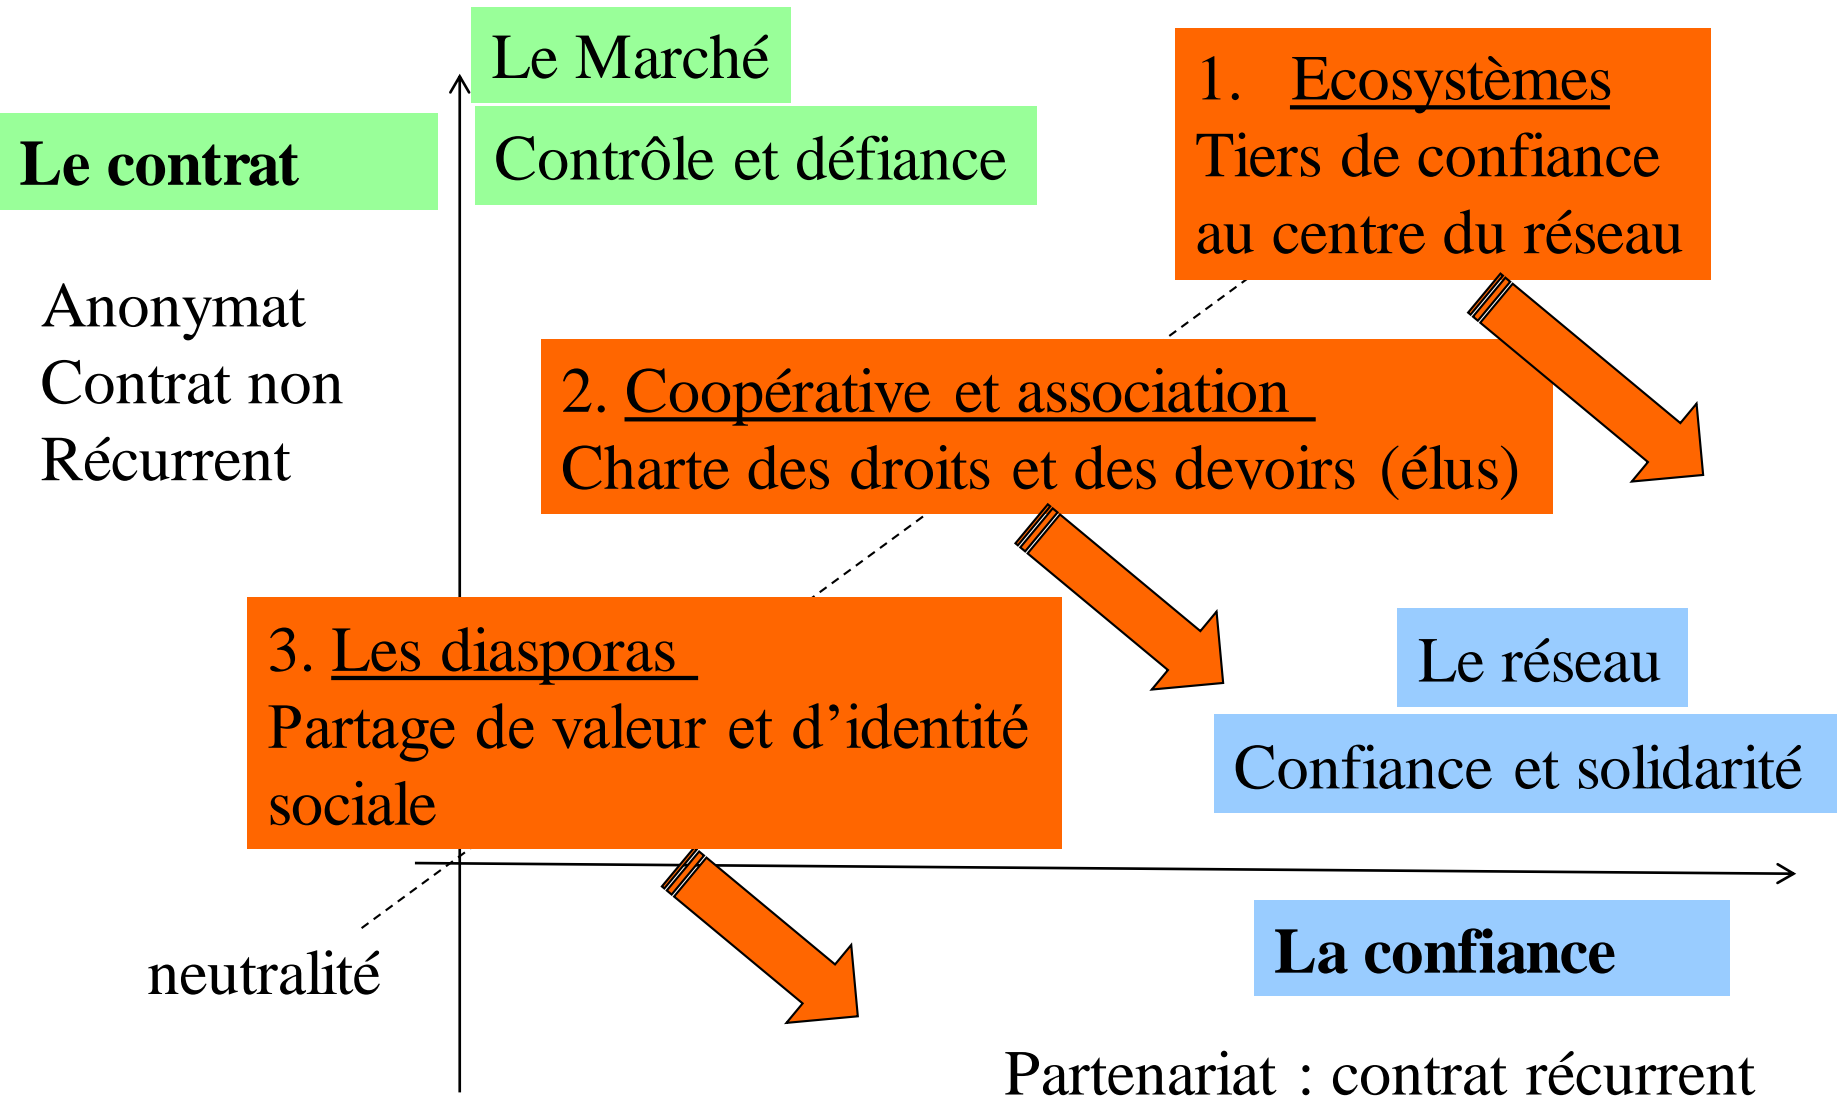 Le Marché
Contrôle et défiance
Le contrat
Anonymat
Contrat non
Récurrent
1. Ecosystèmes
Tiers de confiance
au centre du réseau
2. Coopérative et association
Charte des droits et des devoirs (élus)
3. Les diasporas
Partage de valeur et d’identité
sociale
Le réseau
Confiance et solidarité
La confiance
neutralité
Partenariat : contrat récurrent